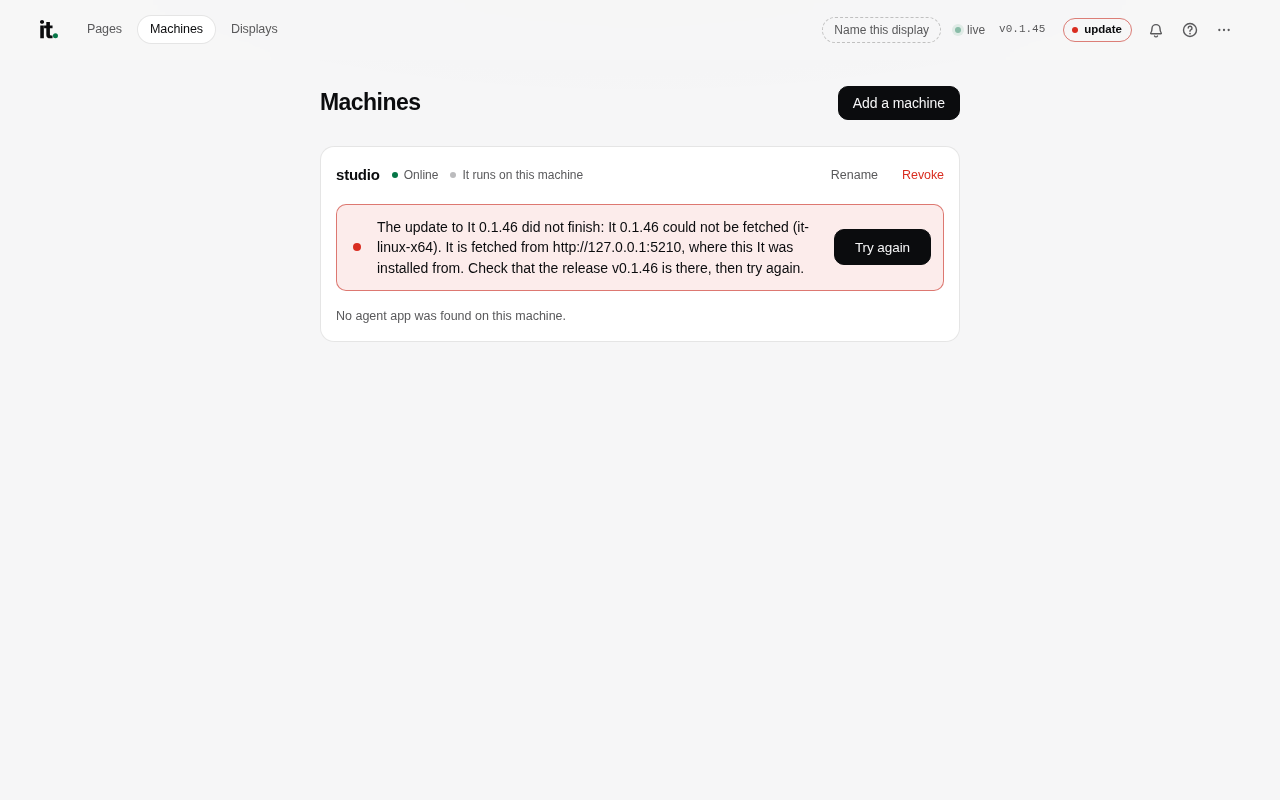 it.
Pages
Machines
Displays
Name this display
live
v0.1.45
update
Machines
Add a machine
studio
Online
It runs on this machine
Rename
Revoke
The update to It 0.1.46 did not finish: It 0.1.46 could not be fetched (it-
linux-x64). It is fetched from http://127.0.0.1:5210, where this It was
installed from. Check that the release v0.1.46 is there, then try again.
Try again
No agent app was found on this machine.